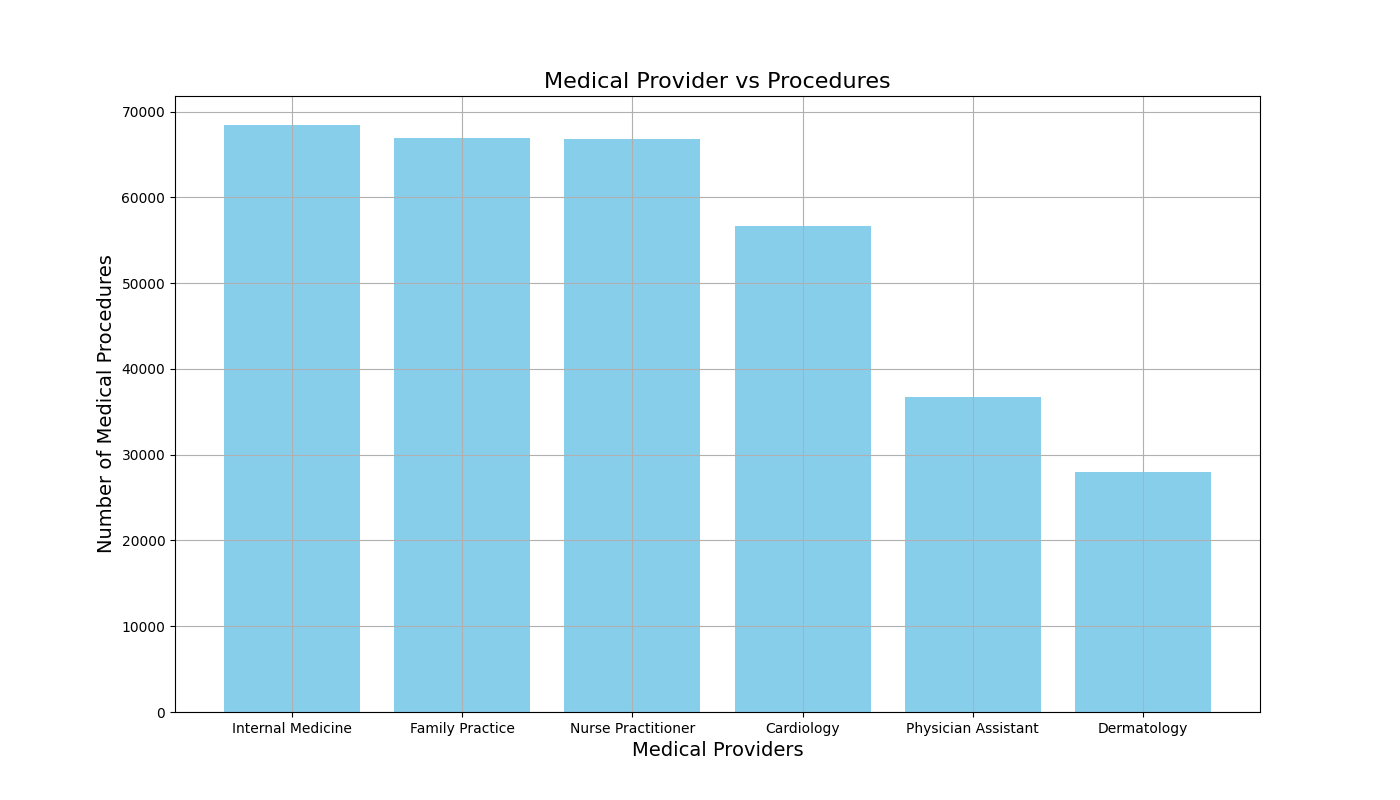 Medical Provider vs Procedures
Number of Medical Procedures
70000
60000
50000
40000
30000
20000
10000
0
Internal Medicine Family Practice Nurse Practitioner Cardiology Physician Assistant Dermatology
Medical Providers